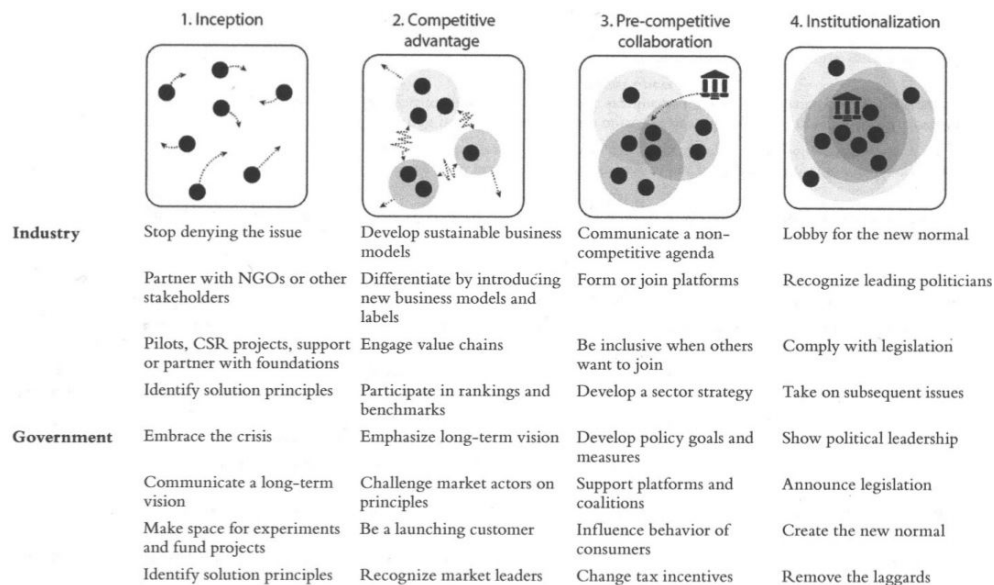 1. Inception
2. Competitive
advantage
3. Pre-competitive
collaboration
4. Institutionalization
Industry
Stop denying the issue
Develop sustainable business
models
Communicate a non-
competitive agenda
Lobby for the new normal
Partner with NGOs or other
stakeholders
Differentiate by introducing
new business models and
labels
Form or join platforms
Recognize leading politicians
Pilots, CSR projects, support
or partner with foundations
Engage value chains
Be inclusive when others
want to join
Comply with legislation
Identify solution principles
Participate in rankings and
benchmarks
Develop a sector strategy
Take on subsequent issues
Government
Embrace the crisis
Emphasize long-term vision
Develop policy goals and
measures
Show political leadership
Communicate a long-term
vision
Challenge market actors on
principles
Support platforms and
coalitions
Announce legislation
Make space for experiments
and fund projects
Be a launching customer
Influence behavior of
consumers
Create the new normal
Identify solution principles
Recognize market leaders
Change tax incentives
Remove the laggards